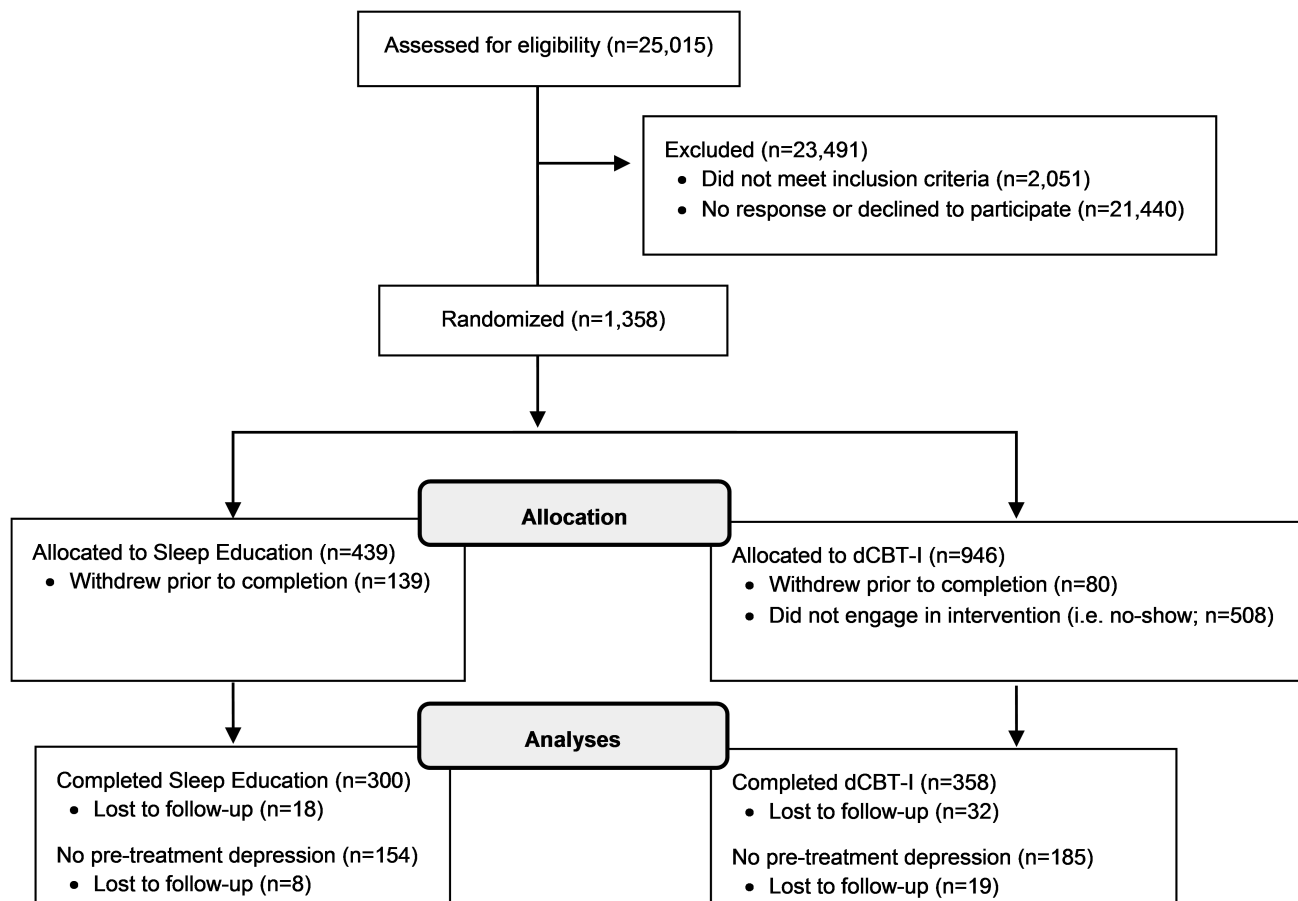 Assessed for eligibility (n=25,015)
Excluded (n=23,491)
• Did not meet inclusion criteria (n=2,051)
• No response or declined to participate (n=21,440)
Randomized (n=1,358)
Allocation
Allocated to Sleep Education (n=439)
• Withdrew prior to completion (n=139)
Allocated to dCBT-I (n=946)
• Withdrew prior to completion (n=80)
• Did not engage in intervention (i.e. no-show; n=508)
Analyses
Completed Sleep Education (n=300)
• Lost to follow-up (n=18)
No pre-treatment depression (n=154)
• Lost to follow-up (n=8)
Completed dCBT-I (n=358)
• Lost to follow-up (n=32)
No pre-treatment depression (n=185)
• Lost to follow-up (n=19)